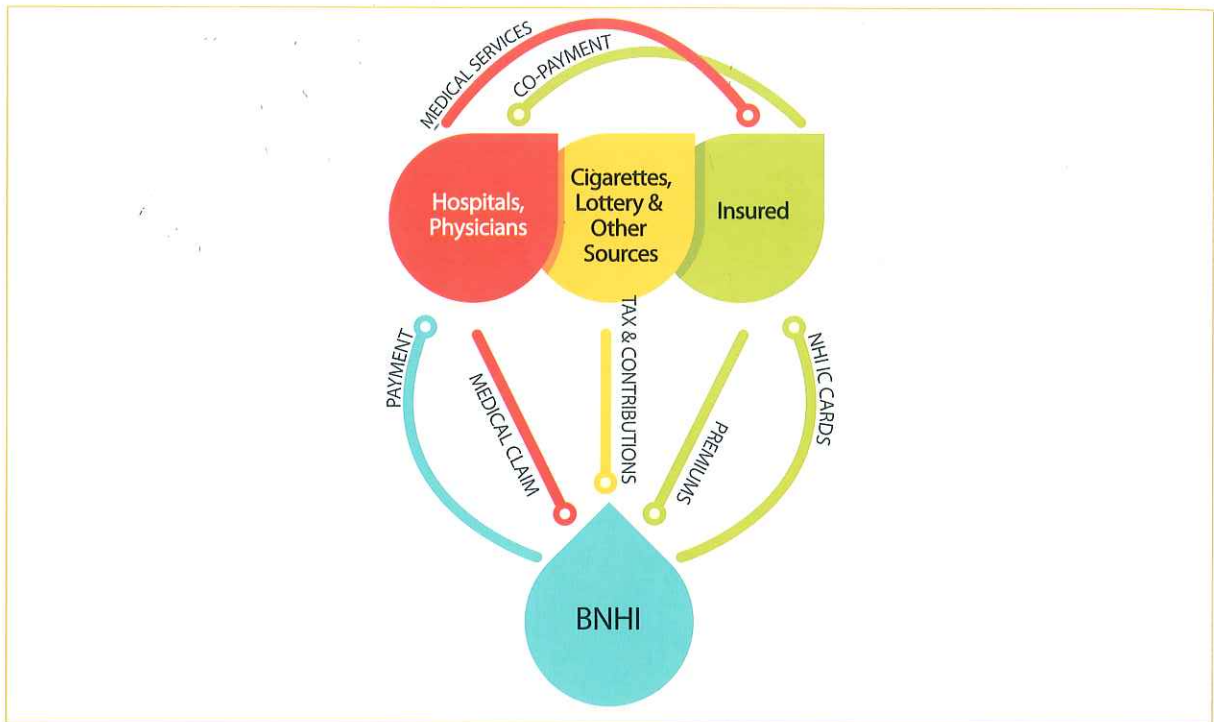 MEDICAL SERVICES
CO-PAYMENT
Hospitals,
Physicians
Cigarettes,
Lottery &
Other
Sources
Insured
PAYMENT
MEDICAL CLAIM
TAX & CONTRIBUTIONS
PREMIUMS
NHI IC CARDS
BNHI